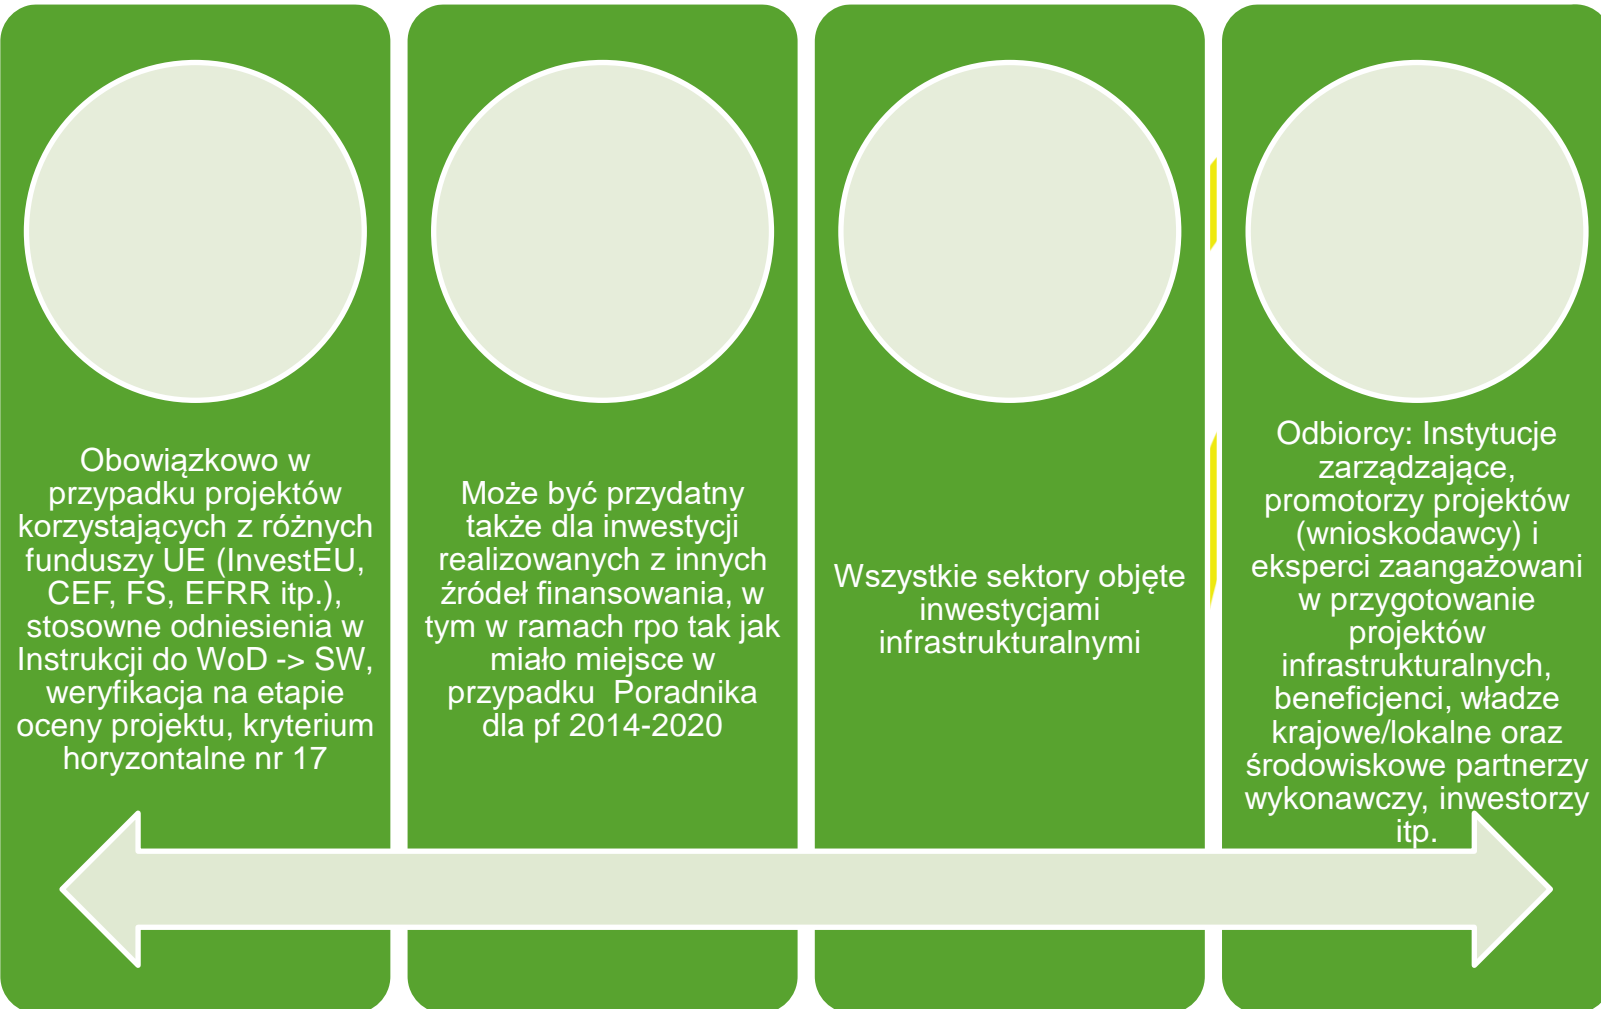 Obowiązkowo w
przypadku projektów
korzystających z różnych
funduszy UE (InvestEU,
CEF, FS, EFRR itp.),
stosowne odniesienia w
Instrukcji do WoD -> SW,
weryfikacja na etapie
oceny projektu, kryterium
horyzontalne nr 17
Może być przydatny
także dla inwestycji
realizowanych z innych
źródeł finansowania, w
tym w ramach rpo tak jak
miało miejsce w
przypadku Poradnika
dla pf 2014-2020
Wszystkie sektory objęte
inwestycjami
infrastrukturalnymi
Odbiorcy: Instytucje
zarządzające,
promotorzy projektów
(wnioskodawcy) i
eksperci zaangażowani
w przygotowanie
projektów
infrastrukturalnych,
beneficjenci, władze
krajowe/lokalne oraz
środowiskowe partnerzy
wykonawczy, inwestorzy
itp.